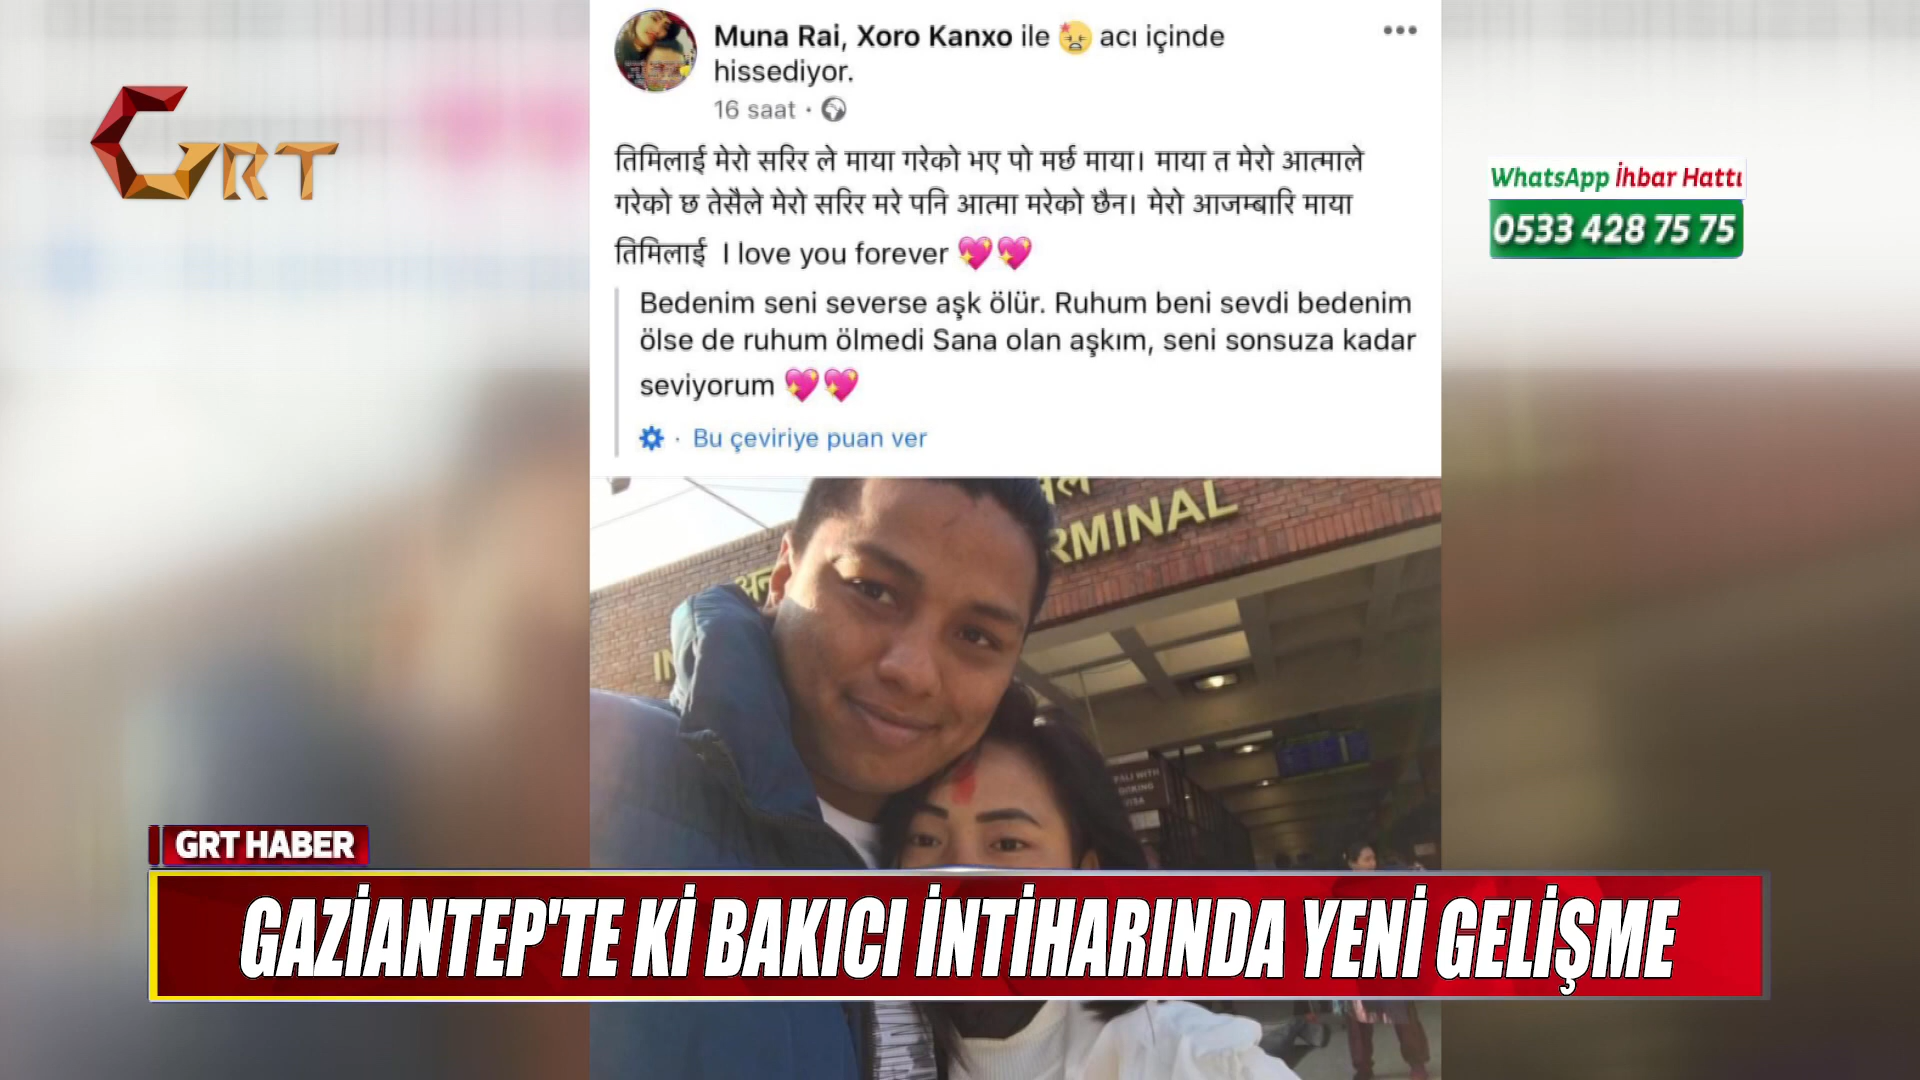 Muna Rai, Xoro Kanxo ile acı içinde
hissediyor.
16 saat ·
तिमिलाई मेरो सरिर ले माया गरेको भए पो मर्छ माया। माया त मेरो आत्माले
गरेको छ तेसैले मेरो सरिर मरे पनि आत्मा मरेको छैन। मेरो आजम्बारि माया
तिमिलाई I love you forever 💖💖
Bedenim seni severse aşk ölür. Ruhum beni sevdi bedenim
ölse de ruhum ölmedi Sana olan aşkım, seni sonsuza kadar
seviyorum 💖💖
· Bu çeviriye puan ver
GRT
WhatsApp İhbar Hattı
0533 428 75 75
RMINAL
GRT HABER
GAZİANTEP'TE Kİ BAKICI İNTİHARINDA YENİ GELİŞME